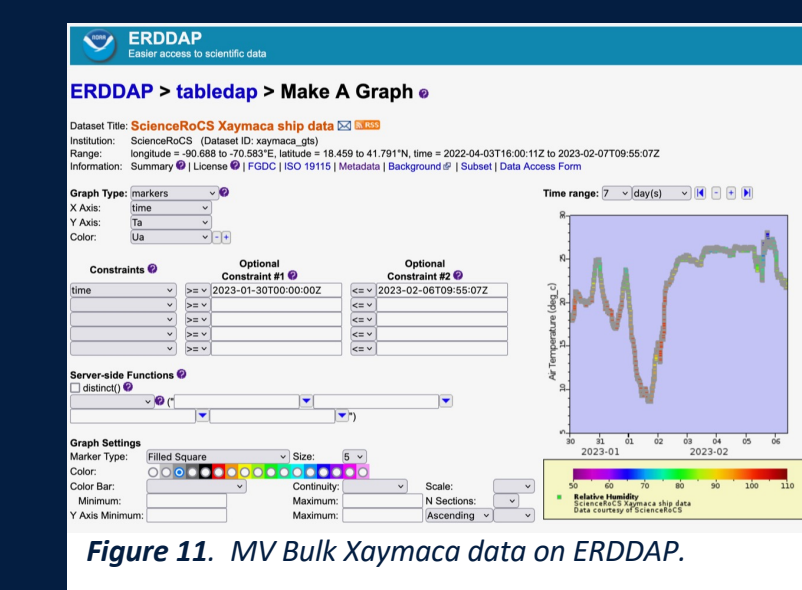 NOAA
ERDDAP
Easier access to scientific data
ERDDAP > tabledap > Make A Graph ?
Dataset Title: ScienceRoCS Xaymaca ship data RSS
Institution: ScienceRoCS (Dataset ID: xaymaca_gts)
Range: longitude = -90.688 to -70.583°E, latitude = 18.459 to 41.791°N, time = 2022-04-03T16:00:11Z to 2023-02-07T09:55:07Z
Information: Summary ? | License ? | FGDC | ISO 19115 | Metadata | Background | Subset | Data Access Form
Graph Type: markers ?
X Axis: time
Y Axis: Ta
Color: Ua - +
Time range: 7 day(s) - +
Constraints ? Optional Constraint #1 ? Optional Constraint #2 ?
time >= 2023-01-30T00:00:00Z <= 2023-02-06T09:55:07Z
>= <=
>= <=
>= <=
>= <=
Server-side Functions ?
distinct() ?
? ("
")
Graph Settings
Marker Type: Filled Square Size: 5
Color:
Color Bar: Continuity: Scale:
Minimum: Maximum: N Sections:
Y Axis Minimum: Maximum: Ascending
Air Temperature (deg_c)
30
25
20
15
10
5
30 31 01 02 03 04 05 06
2023-01 2023-02
50 60 70 80 90 100 110
Relative Humidity
ScienceRoCS Xaymaca ship data
Data courtesy of ScienceRoCS
Figure 11. MV Bulk Xaymaca data on ERDDAP.